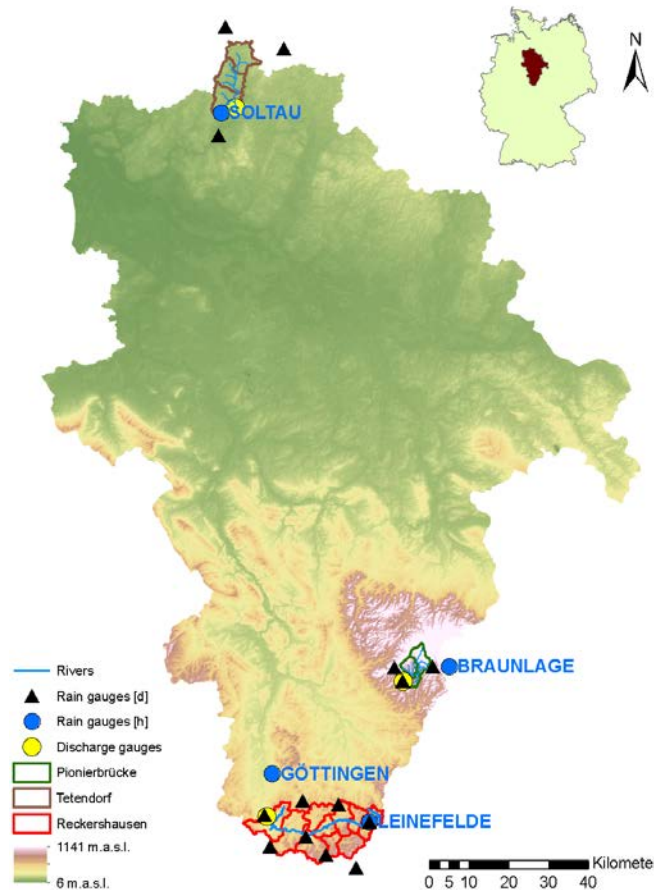 N
SOLTAU
BRAUNLAGE
GÖTTINGEN
LEINEFELDE
Rivers
Rain gauges [d]
Rain gauges [h]
Discharge gauges
Pionierbrücke
Tetendorf
Reckershausen
1141 m.a.s.l.
6 m.a.s.l.
Kilomete
0 5 10 20 30 40